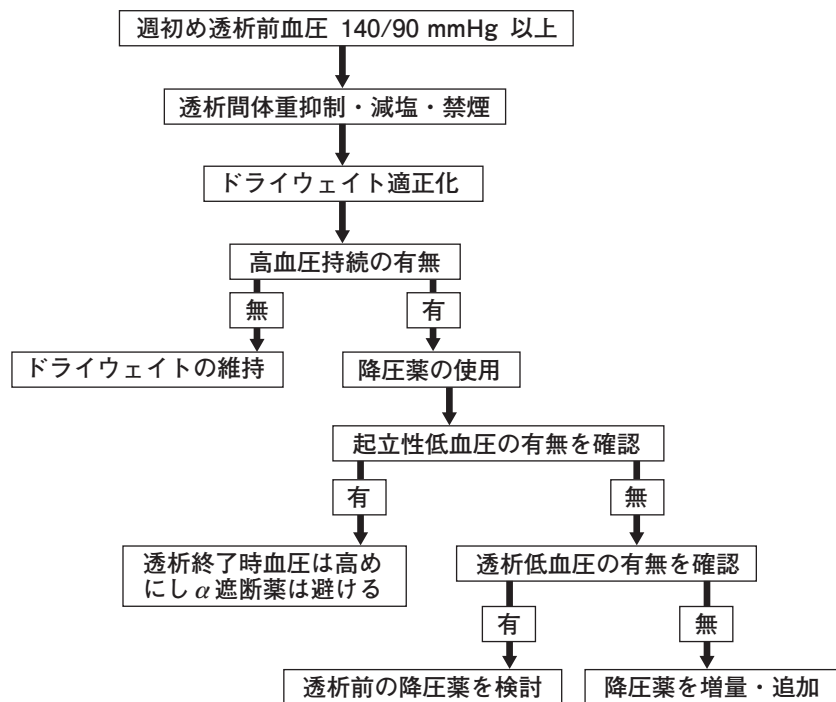 週初め透析前血圧 140/90 mmHg 以上
透析間体重抑制・減塩・禁煙
ドライウェイト適正化
高血圧持続の有無
無
有
ドライウェイトの維持
降圧薬の使用
起立性低血圧の有無を確認
有
無
透析終了時血圧は高め
にしα遮断薬は避ける
透析低血圧の有無を確認
有
無
透析前の降圧薬を検討
降圧薬を増量・追加